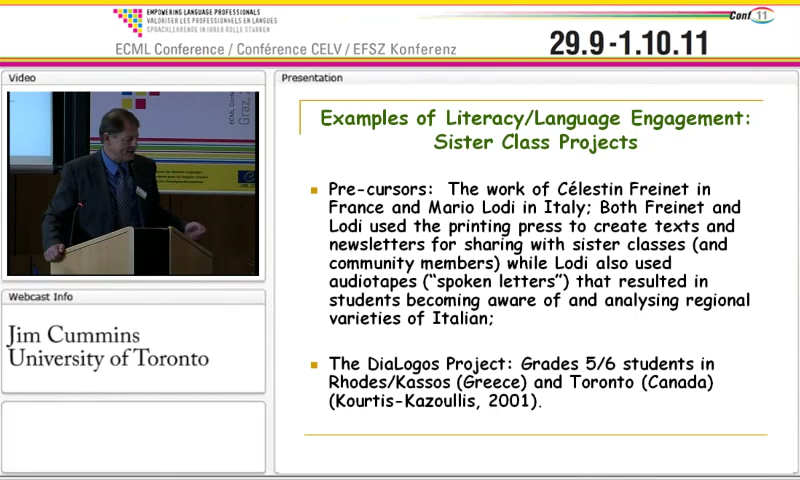 EMPOWERING LANGUAGE PROFESSIONALS
VALORISER LES PROFESSIONNELS EN LANGUES
SPRACHLEHRENDE IN IHRER ROLLE STÄRKEN
ECML Conference / Conférence CELV / EFSZ Konferenz
29.9-1.10.11
Conf 11
Video
ECML Conf
Graz,
Webcast Info
Jim Cummins
University of Toronto
Presentation
Examples of Literacy/Language Engagement:
Sister Class Projects
Pre-cursors: The work of Célestin Freinet in
France and Mario Lodi in Italy; Both Freinet and
Lodi used the printing press to create texts and
newsletters for sharing with sister classes (and
community members) while Lodi also used
audiotapes (“spoken letters”) that resulted in
students becoming aware of and analysing regional
varieties of Italian;
The DiaLogos Project: Grades 5/6 students in
Rhodes/Kassos (Greece) and Toronto (Canada)
(Kourtis-Kazoullis, 2001).